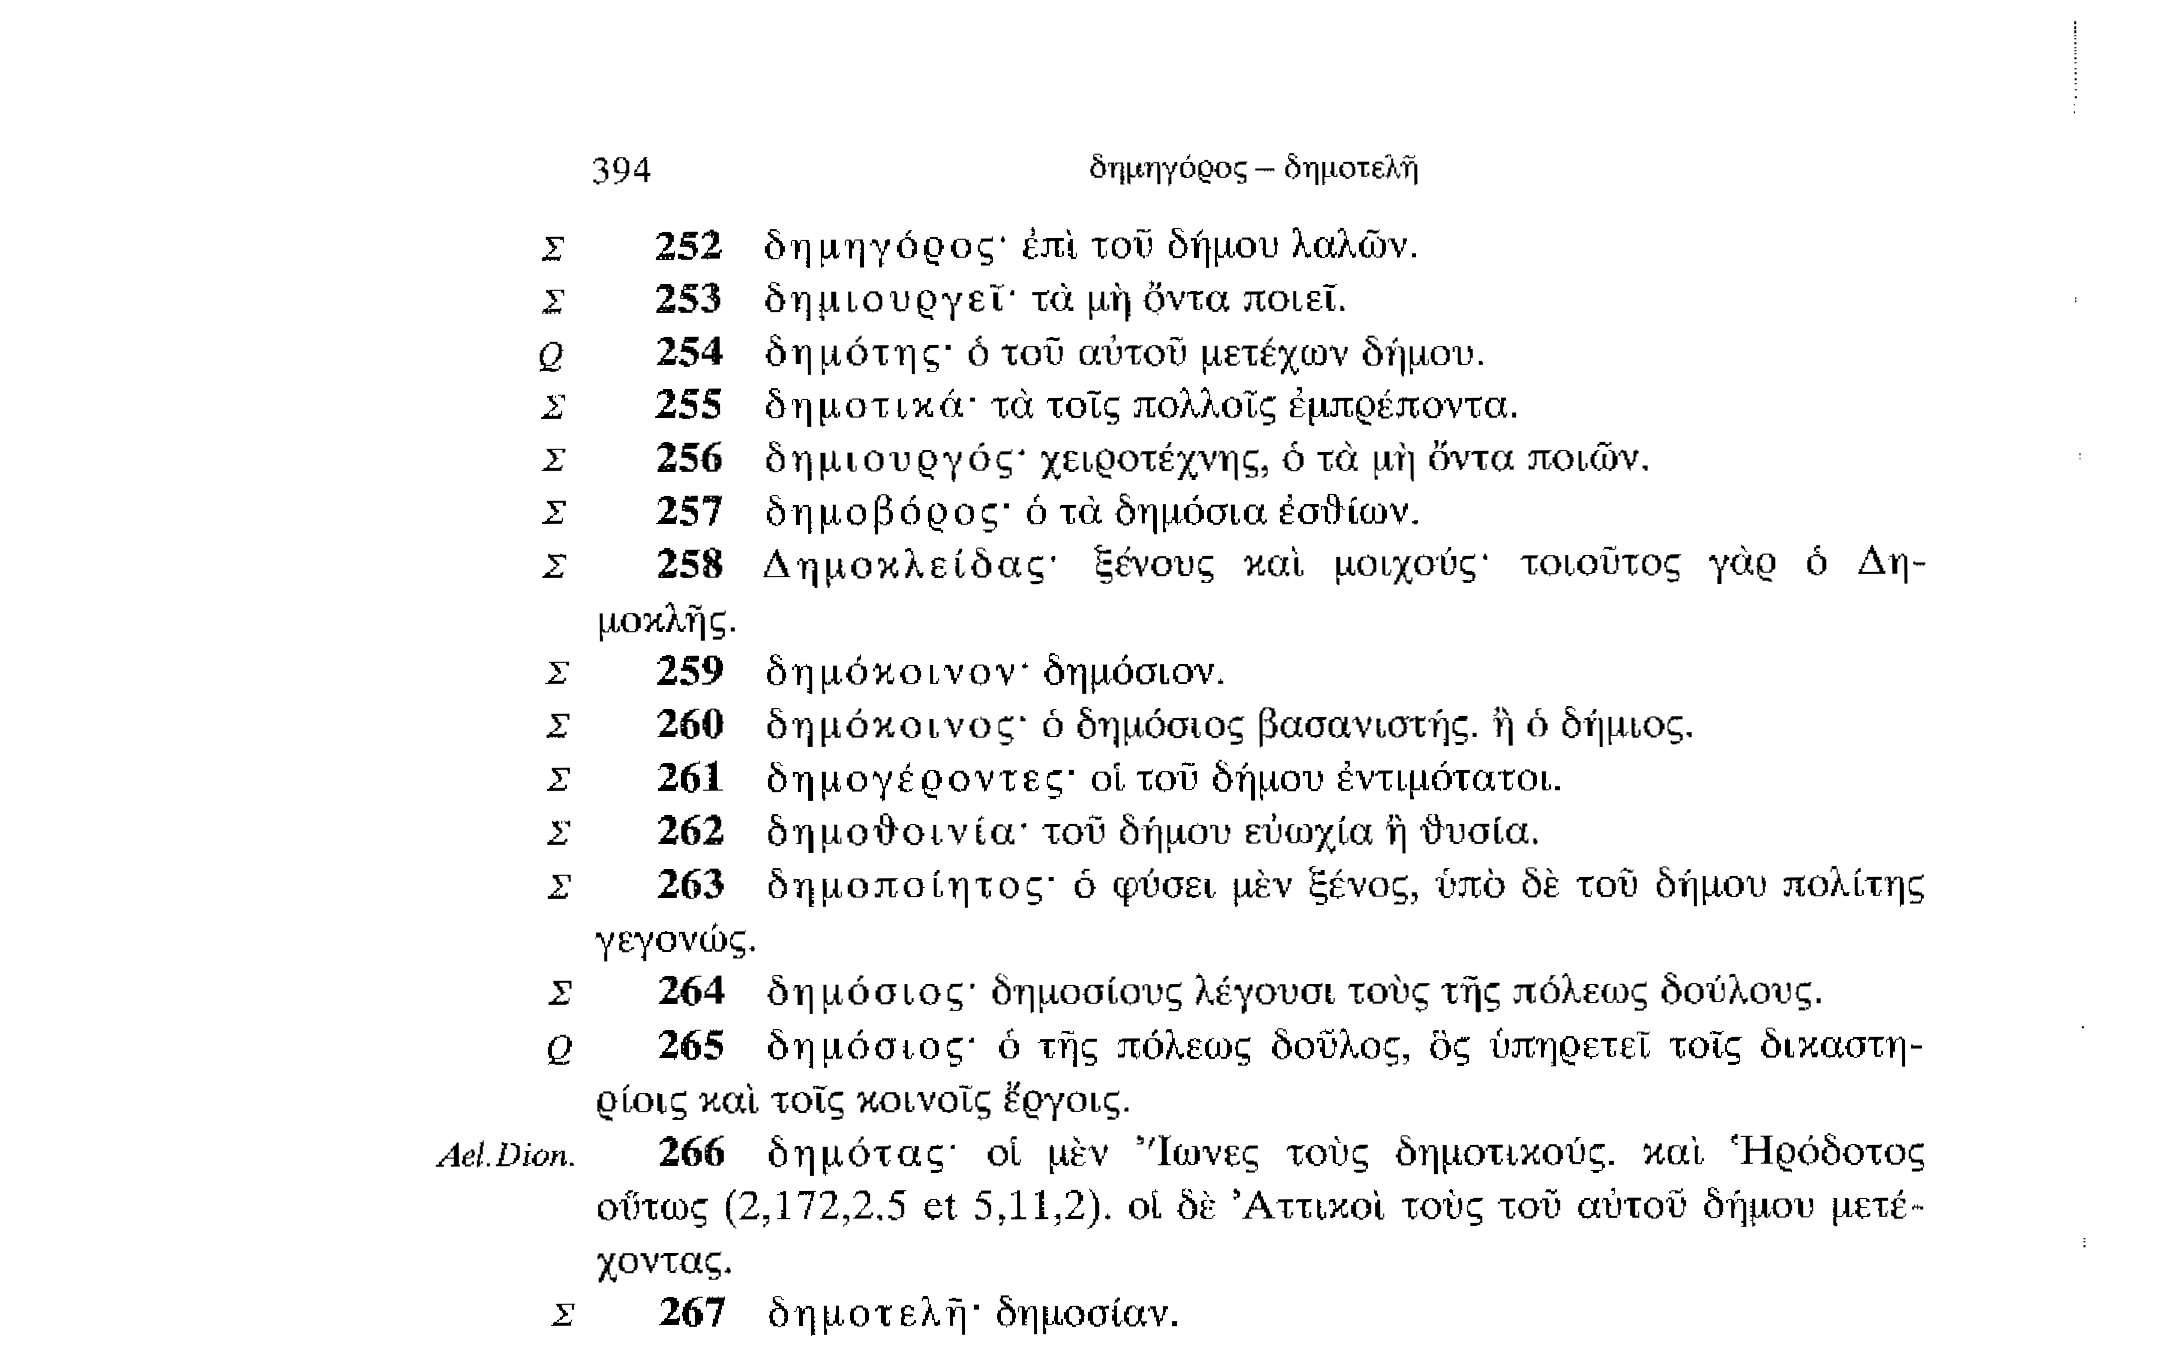 394 δημηγόρος – δημοτελῆ
Σ 252 δημηγόρος· ἐπὶ τοῦ δήμου λαλῶν.
Σ 253 δημιουργεῖ· τὰ μὴ ὄντα ποιεῖ.
Q 254 δημότης· ὁ τοῦ αὐτοῦ μετέχων δήμου.
Σ 255 δημοτικά· τὰ τοῖς πολλοῖς ἐμπρέποντα.
Σ 256 δημιουργός· χειροτέχνης, ὁ τὰ μὴ ὄντα ποιῶν.
Σ 257 δημοβόρος· ὁ τὰ δημόσια ἐσθίων.
Σ 258 Δημοκλείδας· ξένους καὶ μοιχούς· τοιοῦτος γὰρ ὁ Δη-
μοκλῆς.
Σ 259 δημόκοινον· δημόσιον.
Σ 260 δημόκοινος· ὁ δημόσιος βασανιστής. ἢ ὁ δήμιος.
Σ 261 δημογέροντες· οἱ τοῦ δήμου ἐντιμότατοι.
Σ 262 δημοθοινία· τοῦ δήμου εὐωχία ἢ θυσία.
Σ 263 δημοποίητος· ὁ φύσει μὲν ξένος, ὑπὸ δὲ τοῦ δήμου πολίτης
γεγονώς.
Σ 264 δημόσιος· δημοσίους λέγουσι τοὺς τῆς πόλεως δούλους.
Q 265 δημόσιος· ὁ τῆς πόλεως δοῦλος, ὃς ὑπηρετεῖ τοῖς δικαστη-
ρίοις καὶ τοῖς κοινοῖς ἔργοις.
Ael.Dion. 266 δημότας· οἱ μὲν Ἴωνες τοὺς δημοτικούς. καὶ Ἡρόδοτος
οὕτως (2,172,2.5 et 5,11,2). οἱ δὲ Ἀττικοὶ τοὺς τοῦ αὐτοῦ δήμου μετέ-
χοντας.
Σ 267 δημοτελῆ· δημοσίαν.